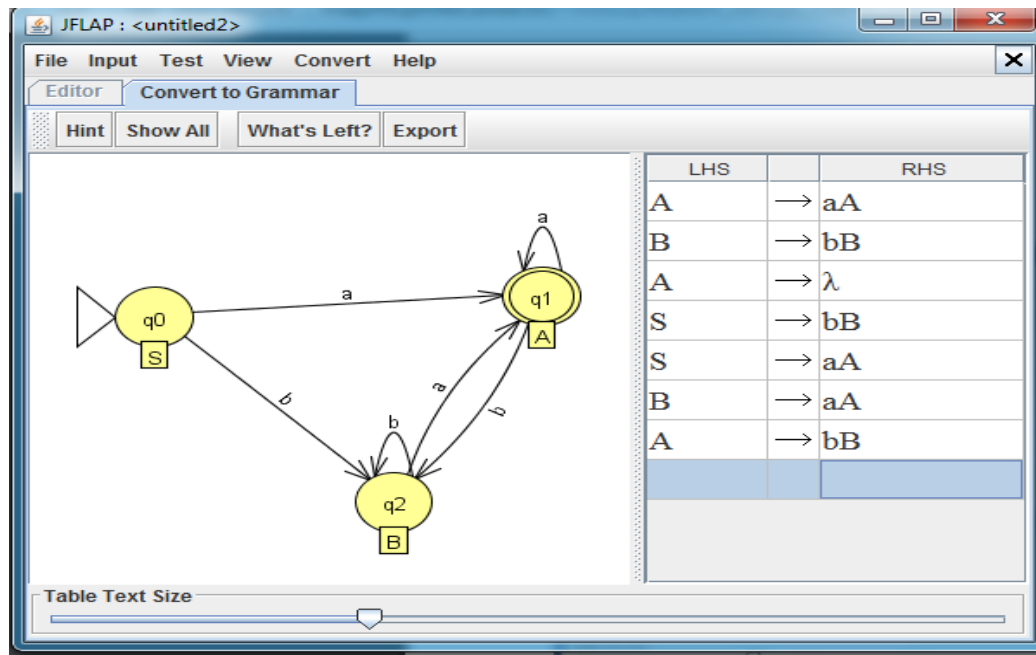 JFLAP : <untitled2>
File Input Test View Convert Help
Editor Convert to Grammar
Hint Show All What's Left? Export
LHS RHS
A → aA
B → bB
A → λ
S → bB
S → aA
B → aA
A → bB
a
q1
A
a
q0
S
b
a
b
b
q2
B
Table Text Size